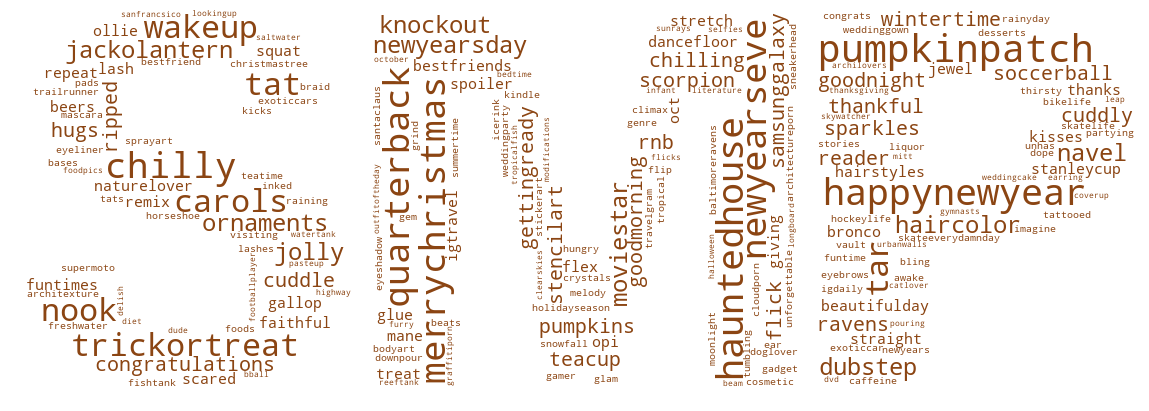 sanfrancsico
lookingup
ollie
wakeup
saltwater
jackolantern
squat
bestfriend
christmastree
repeat
lash
pads
tat
braid
trailrunner
exoticcars
beers
ripped
kicks
mascara
hugs
sprayart
eyeliner
bases
chilly
foodpics
teatime
naturelover
inked
tats
remix
carols
raining
horseshoe
ornaments
visiting
watertank
lashes
jolly
pasteup
supermoto
footballplayer
cuddle
funtimes
architexture
highway
nook
delish
gallop
freshwater
diet
faithful
dude
foods
trickortreat
congratulations
fishtank
scared
bball
knockout
newyearsday
october
bestfriends
bedtime
spoiler
kindle
santaclaus
quarterback
merrychristmas
grind
summertime
icerink
weddingparty
tropicalfish
gettingready
modifications
outfitoftheday
gem
igtravel
stickerart
stencilart
eyeshadow
clearskies
hungry
flex
crystals
melody
holidayseason
glue
furry
beats
mane
bodyart
downpour
graffitiporn
treat
reeftank
pumpkins
snowfall
opi
teacup
gamer
glam
stretch
sunrays
selfies
dancefloor
chilling
scorpion
infant
literature
climax
oct
genre
rnb
flicks
flip
moviestar
goodmorning
travelgram
tropical
baltimoreravens
halloween
hauntedhouse
newyearseve
samsunggalaxy
sneakerhead
architectureporn
longboard
giving
cloudporn
flick
unforgettable
moonlight
tumbling
ear
doglover
gadget
beam
cosmetic
congrats
wintertime
rainyday
weddinggown
desserts
pumpkinpatch
archilovers
jewel
soccerball
goodnight
thanksgiving
thirsty
thanks
thankful
bikelife
leap
skywatcher
cuddly
sparkles
skatelife
partying
kisses
stories
liquor
unhas
navel
reader
mitt
dope
hairstyles
stanleycup
weddingcake
earring
happynewyear
coverup
gymnasts
tattooed
hockeylife
haircolor
imagine
bronco
skateeverydamnday
vault
urbanwalls
funtime
tar
bling
eyebrows
awake
igdaily
catlover
beautifulday
ravens
pouring
straight
exoticcar
newyears
dubstep
dvd
caffeine